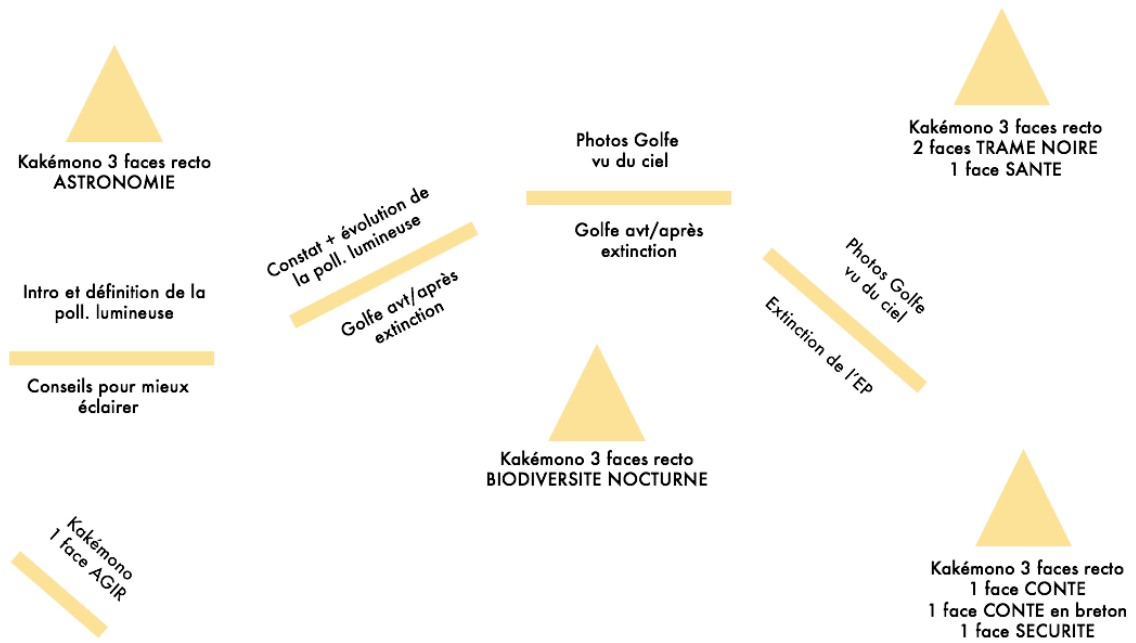 Kakémono 3 faces recto
ASTRONOMIE
Intro et définition de la
poll. lumineuse
Conseils pour mieux
éclairer
Kakémono
1 face AGIR
Constat + évolution de
la poll. lumineuse
Golfe avt/après
extinction
Photos Golfe
vu du ciel
Golfe avt/après
extinction
Kakémono 3 faces recto
BIODIVERSITE NOCTURNE
Photos Golfe
vu du ciel
Extinction de l'EP
Kakémono 3 faces recto
2 faces TRAME NOIRE
1 face SANTE
Kakémono 3 faces recto
1 face CONTE
1 face CONTE en breton
1 face SECURITE